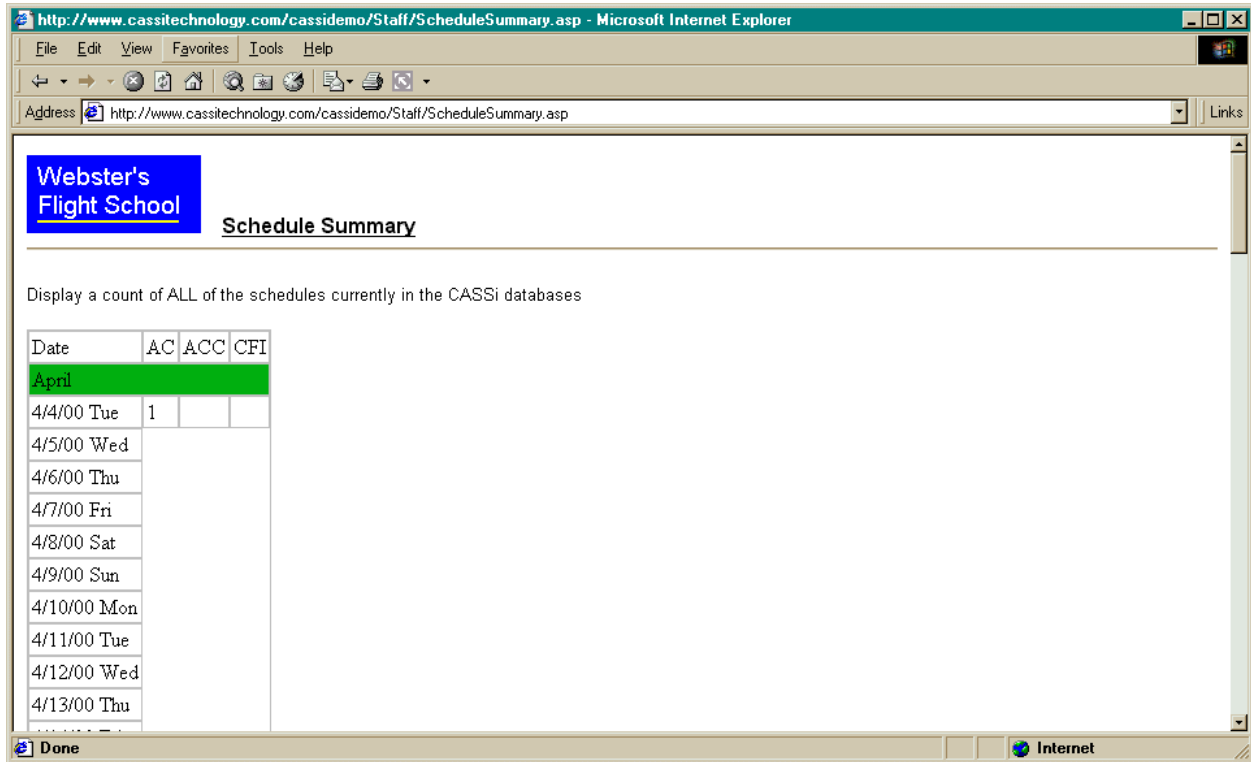 http://www.cassitechnology.com/cassidemo/Staff/ScheduleSummary.asp - Microsoft Internet Explorer
File Edit View Favorites Tools Help
Address http://www.cassitechnology.com/cassidemo/Staff/ScheduleSummary.asp Links
Webster's
Flight School
Schedule Summary
Display a count of ALL of the schedules currently in the CASSi databases
Date AC ACC CFI
April
4/4/00 Tue 1
4/5/00 Wed
4/6/00 Thu
4/7/00 Fri
4/8/00 Sat
4/9/00 Sun
4/10/00 Mon
4/11/00 Tue
4/12/00 Wed
4/13/00 Thu
Done Internet